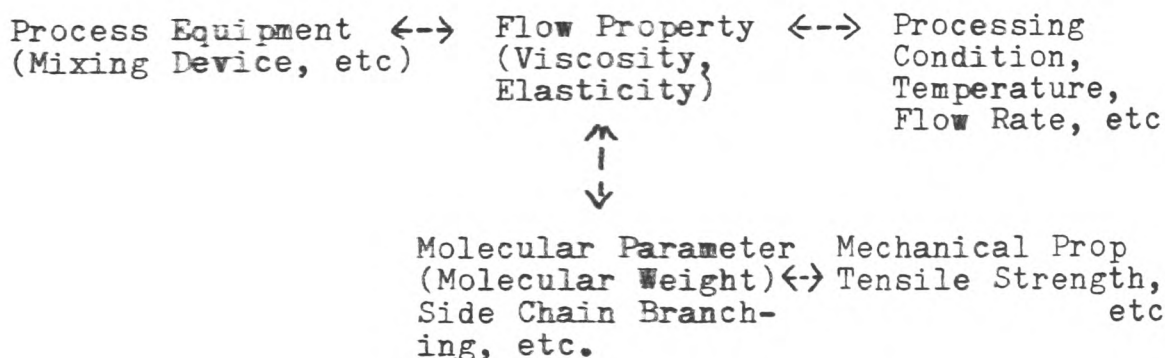 Process Equipment <--> Flow Property <--> Processing
(Mixing Device, etc) (Viscosity, Condition,
Elasticity) Temperature,
Flow Rate, etc
Molecular Parameter Mechanical Prop
(Molecular Weight)<-> Tensile Strength,
Side Chain Branch- etc
ing, etc.